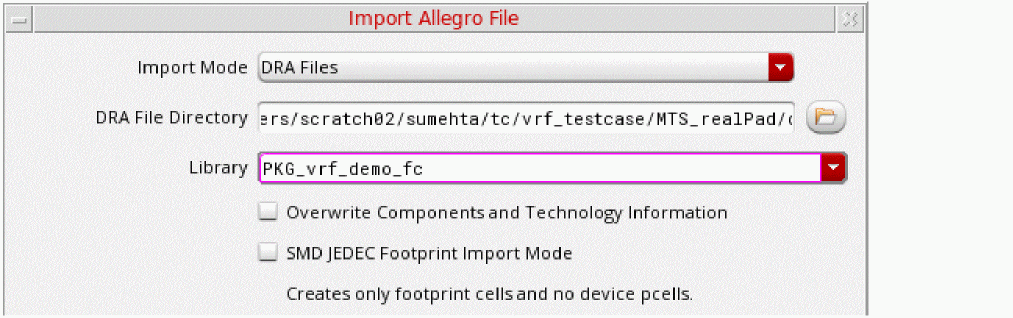 Import Allegro File
Import Mode DRA Files
DRA File Directory ers/scratch02/sumehta/tc/vrf_testcase/MTS_realPad/
Library PKG_vrf_demo_fc
Overwrite Components and Technology Information
SMD JEDEC Footprint Import Mode
Creates only footprint cells and no device pcells.